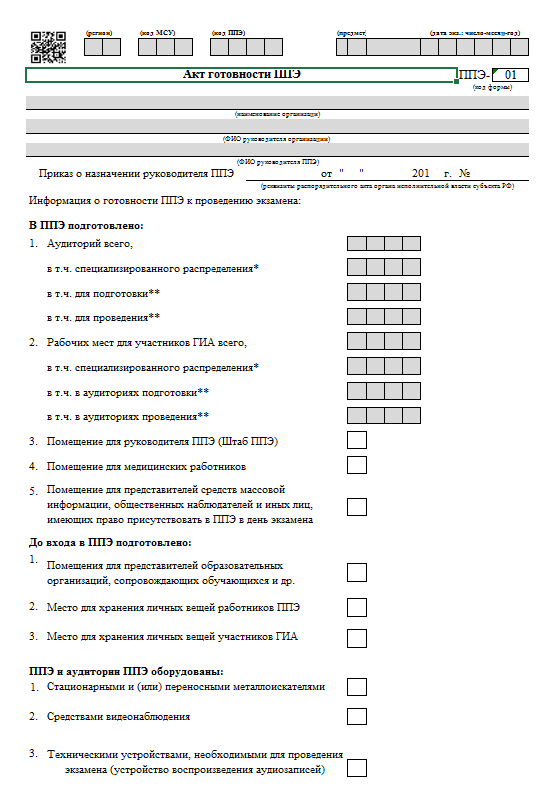 (регион) (код МСУ) (код ППЭ) (предмет) (дата экз.: число-месяц-год)
Акт готовности ППЭ ППЭ- 01
(код формы)
(наименование организаци)
(ФИО руководителя организации)
(ФИО руководителя ППЭ)
Приказ о назначении руководителя ППЭ от " " 201 г. №
(реквизиты распорядительного акта органа исполнительной власти субъекта РФ)
Информация о готовности ППЭ к проведению экзамена:
В ППЭ подготовлено:
1. Аудиторий всего,
в т.ч. специализированного распределения*
в т.ч. для подготовки**
в т.ч. для проведения**
2. Рабочих мест для участников ГИА всего,
в т.ч. специализированного распределения*
в т.ч. в аудиториях подготовки**
в т.ч. в аудиториях проведения**
3. Помещение для руководителя ППЭ (Штаб ППЭ)
4. Помещение для медицинских работников
5. Помещение для представителей средств массовой
информации, общественных наблюдателей и иных лиц,
имеющих право присутствовать в ППЭ в день экзамена
До входа в ППЭ подготовлено:
1. Помещения для представителей образовательных
организаций, сопровождающих обучающихся и др.
2. Место для хранения личных вещей работников ППЭ
3. Место для хранения личных вещей участников ГИА
ППЭ и аудитории ППЭ оборудованы:
1. Стационарными и (или) переносными металлоискателями
2. Средствами видеонаблюдения
3. Техническими устройствами, необходимыми для проведения
экзамена (устройство воспроизведения аудиозаписей)